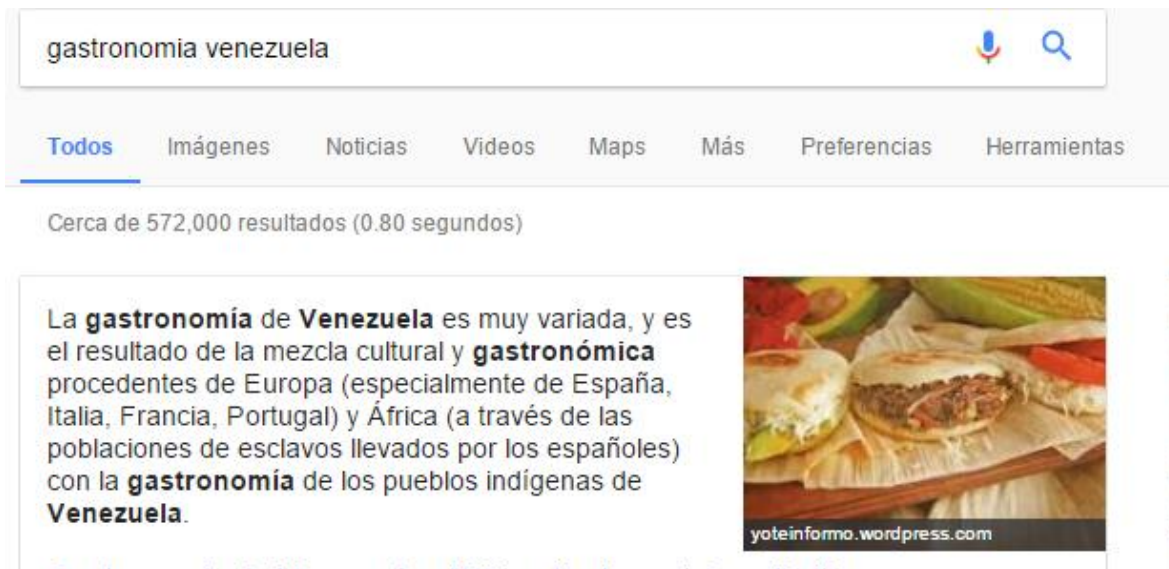 gastronomia venezuela
Todos Imágenes Noticias Videos Maps Más Preferencias Herramientas
Cerca de 572,000 resultados (0.80 segundos)
La gastronomía de Venezuela es muy variada, y es
el resultado de la mezcla cultural y gastronómica
procedentes de Europa (especialmente de España,
Italia, Francia, Portugal) y África (a través de las
poblaciones de esclavos llevados por los españoles)
con la gastronomía de los pueblos indígenas de
Venezuela.
yoteinformo.wordpress.com